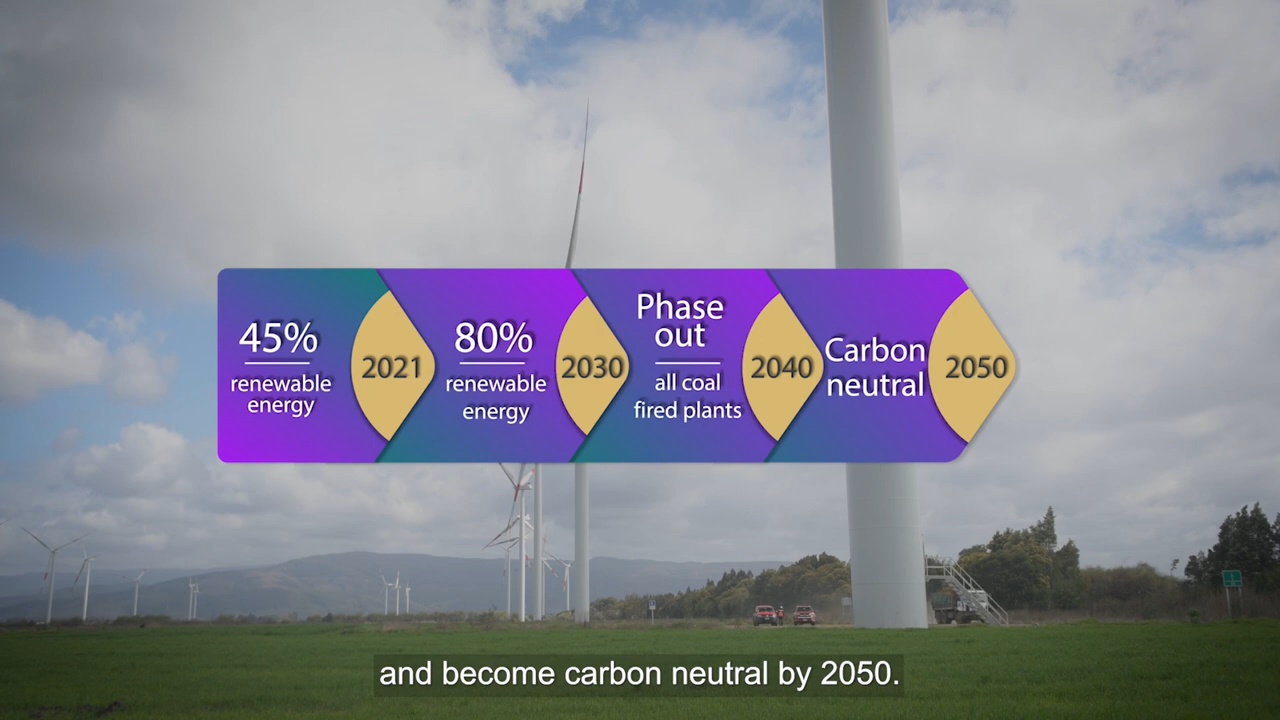 45%
renewable
energy
2021
80%
renewable
energy
2030
Phase
out
all coal
fired plants
2040
Carbon
neutral
2050
and become carbon neutral by 2050.